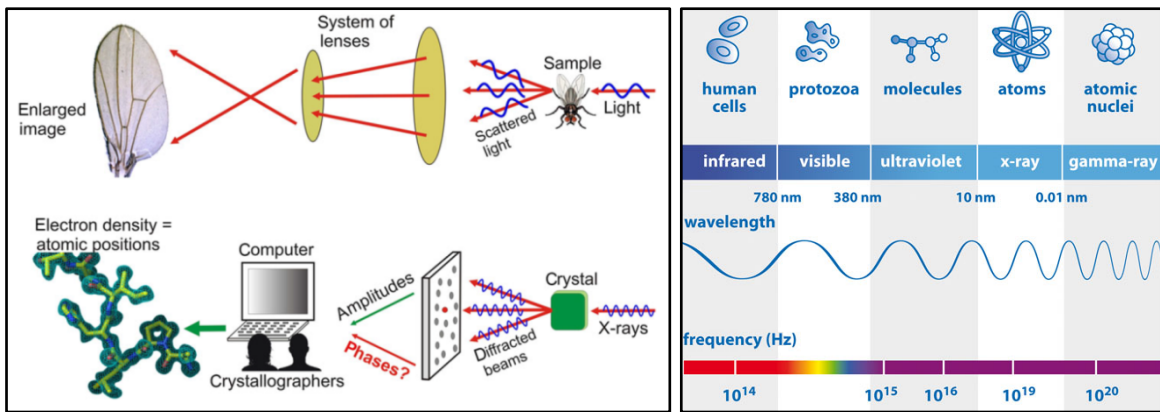 System of
lenses
Sample
Enlarged
image
Scattered
light
Light
Electron density =
atomic positions
Computer
Amplitudes
Phases?
Crystallographers
Diffracted
beams
Crystal
X-rays
human
cells
protozoa
molecules
atoms
atomic
nuclei
infrared
visible
ultraviolet
x-ray
gamma-ray
780 nm
380 nm
10 nm
0.01 nm
wavelength
frequency (Hz)
10¹⁴
10¹⁵
10¹⁶
10¹⁹
10²⁰